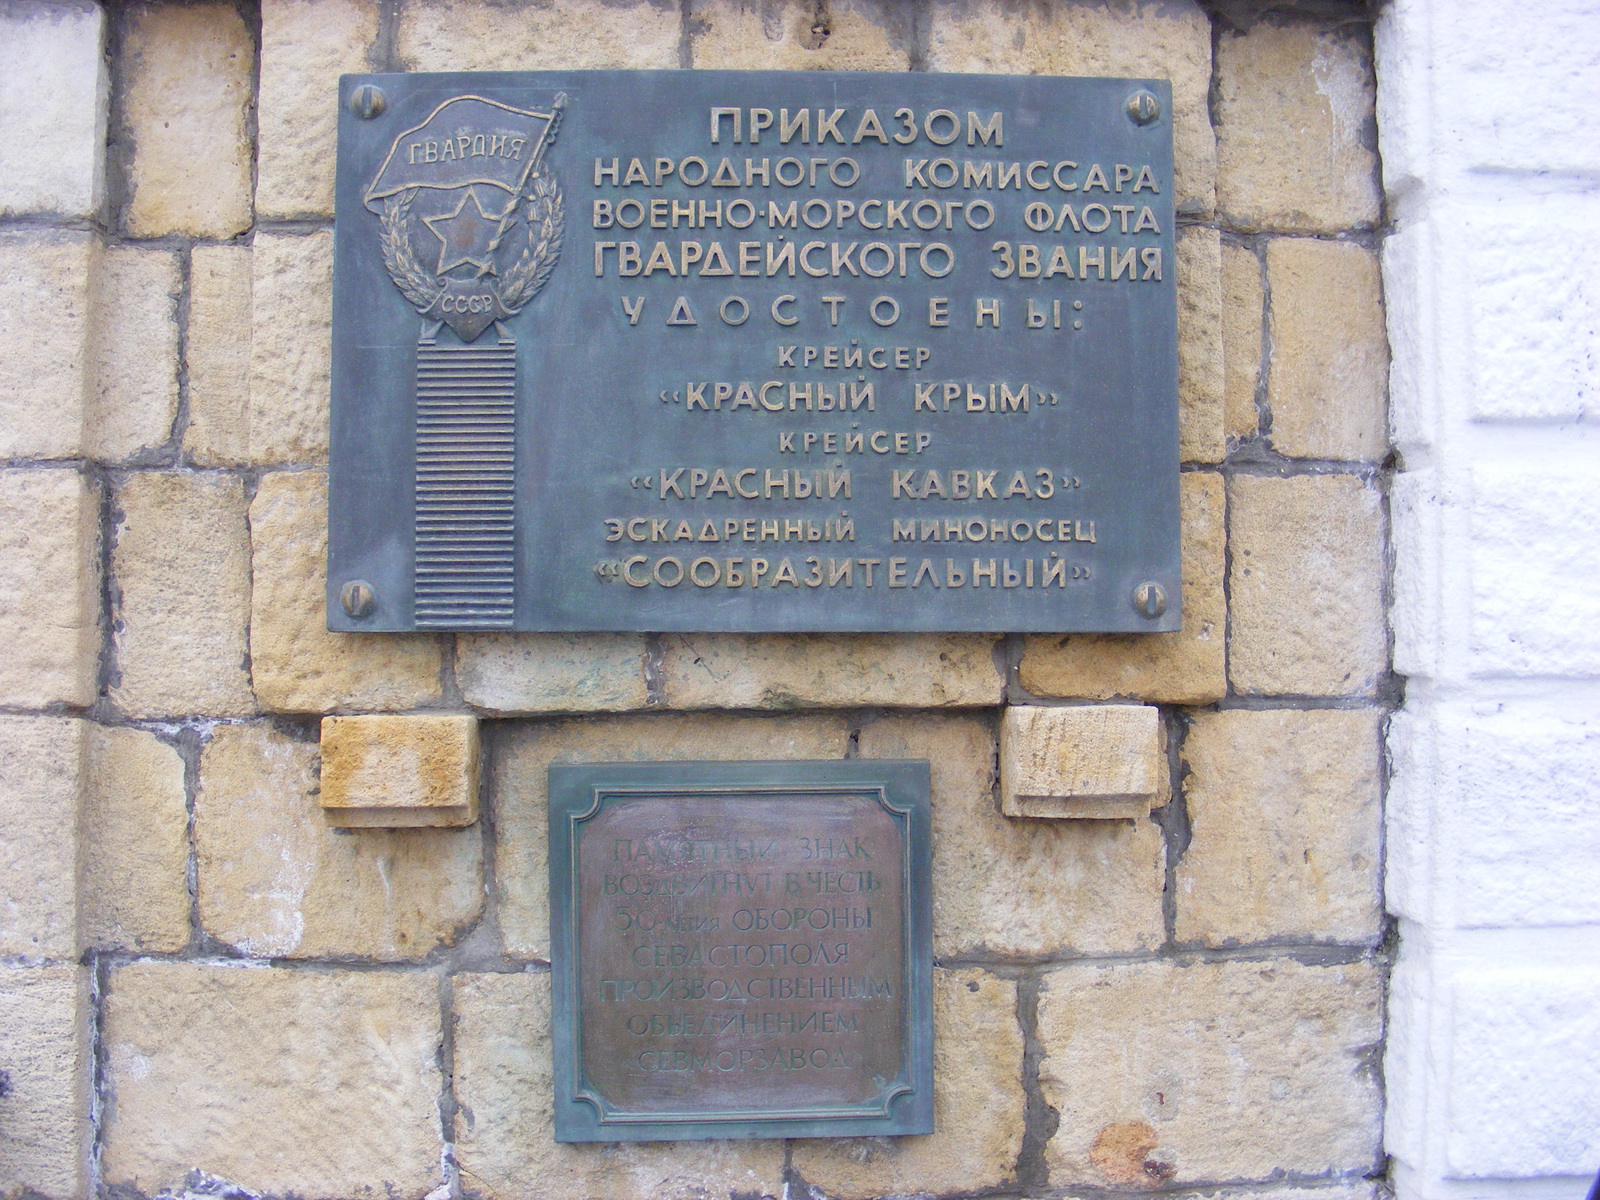 ГВАРДИЯ
СССР
ПРИКАЗОМ
НАРОДНОГО КОМИССАРА
ВОЕННО-МОРСКОГО ФЛОТА
ГВАРДЕЙСКОГО ЗВАНИЯ
УДОСТОЕНЫ:
КРЕЙСЕР
«КРАСНЫЙ КРЫМ»
КРЕЙСЕР
«КРАСНЫЙ КАВКАЗ»
ЭСКАДРЕННЫЙ МИНОНОСЕЦ
«СООБРАЗИТЕЛЬНЫЙ»
ПАМЯТНЫЙ ЗНАК
ВОЗДВИГНУТ В ЧЕСТЬ
50-летия ОБОРОНЫ
СЕВАСТОПОЛЯ
ПРОИЗВОДСТВЕННЫМ
ОБЪЕДИНЕНИЕМ
СЕВМОРЗАВОД